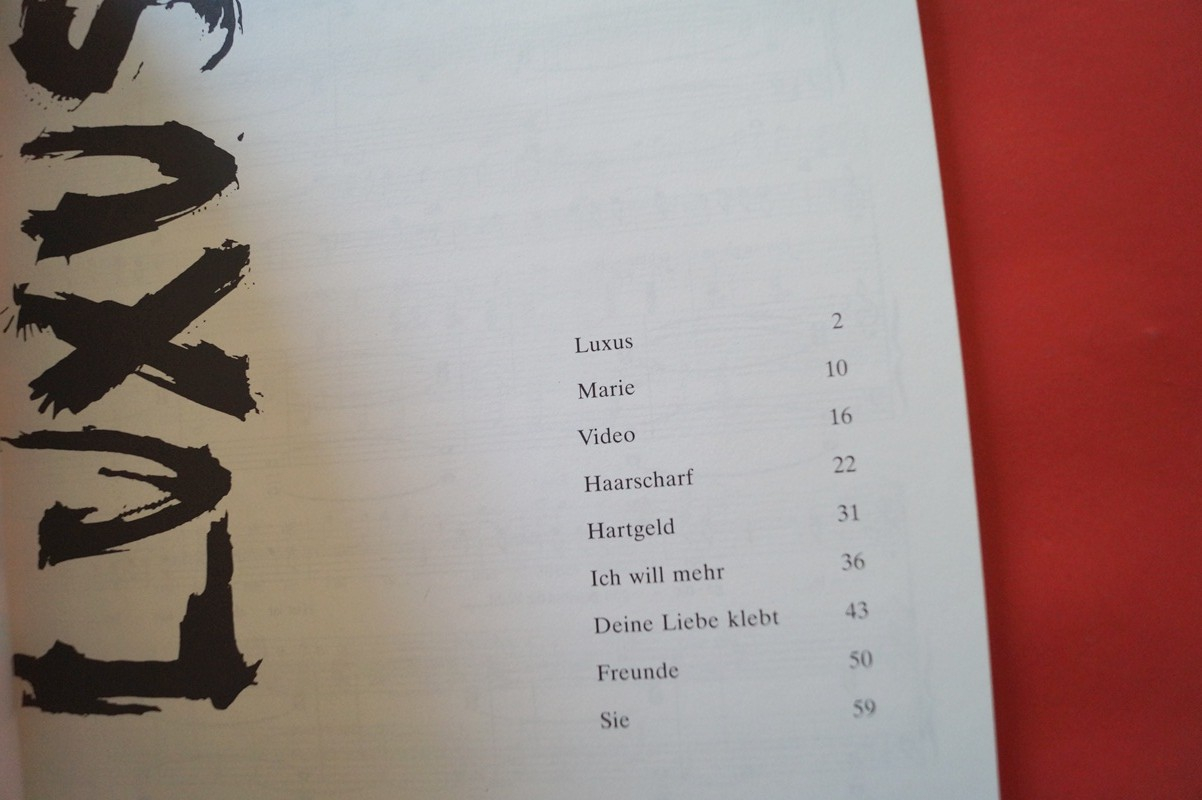 LUXUS
Luxus 2
Marie 10
Video 16
Haarscharf 22
Hartgeld 31
Ich will mehr 36
Deine Liebe klebt 43
Freunde 50
Sie 59